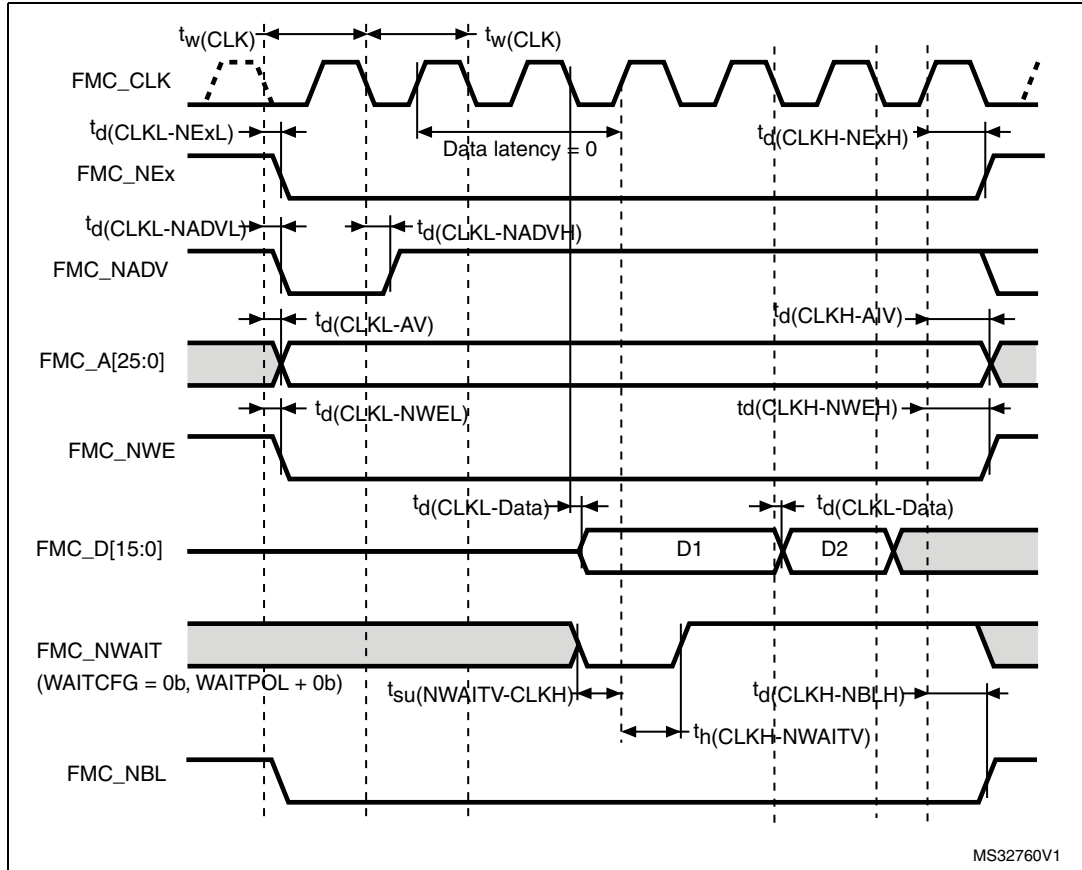 tw(CLK) tw(CLK)
FMC_CLK
td(CLKL-NExL) Data latency = 0 td(CLKH-NExH)
FMC_NEx
td(CLKL-NADVL) td(CLKL-NADVH)
FMC_NADV
td(CLKL-AV) td(CLKH-AIV)
FMC_A[25:0]
td(CLKL-NWEL) td(CLKH-NWEH)
FMC_NWE
td(CLKL-Data) td(CLKL-Data)
FMC_D[15:0] D1 D2
FMC_NWAIT
(WAITCFG = 0b, WAITPOL + 0b)
tsu(NWAITV-CLKH) td(CLKH-NBLH)
th(CLKH-NWAITV)
FMC_NBL
MS32760V1